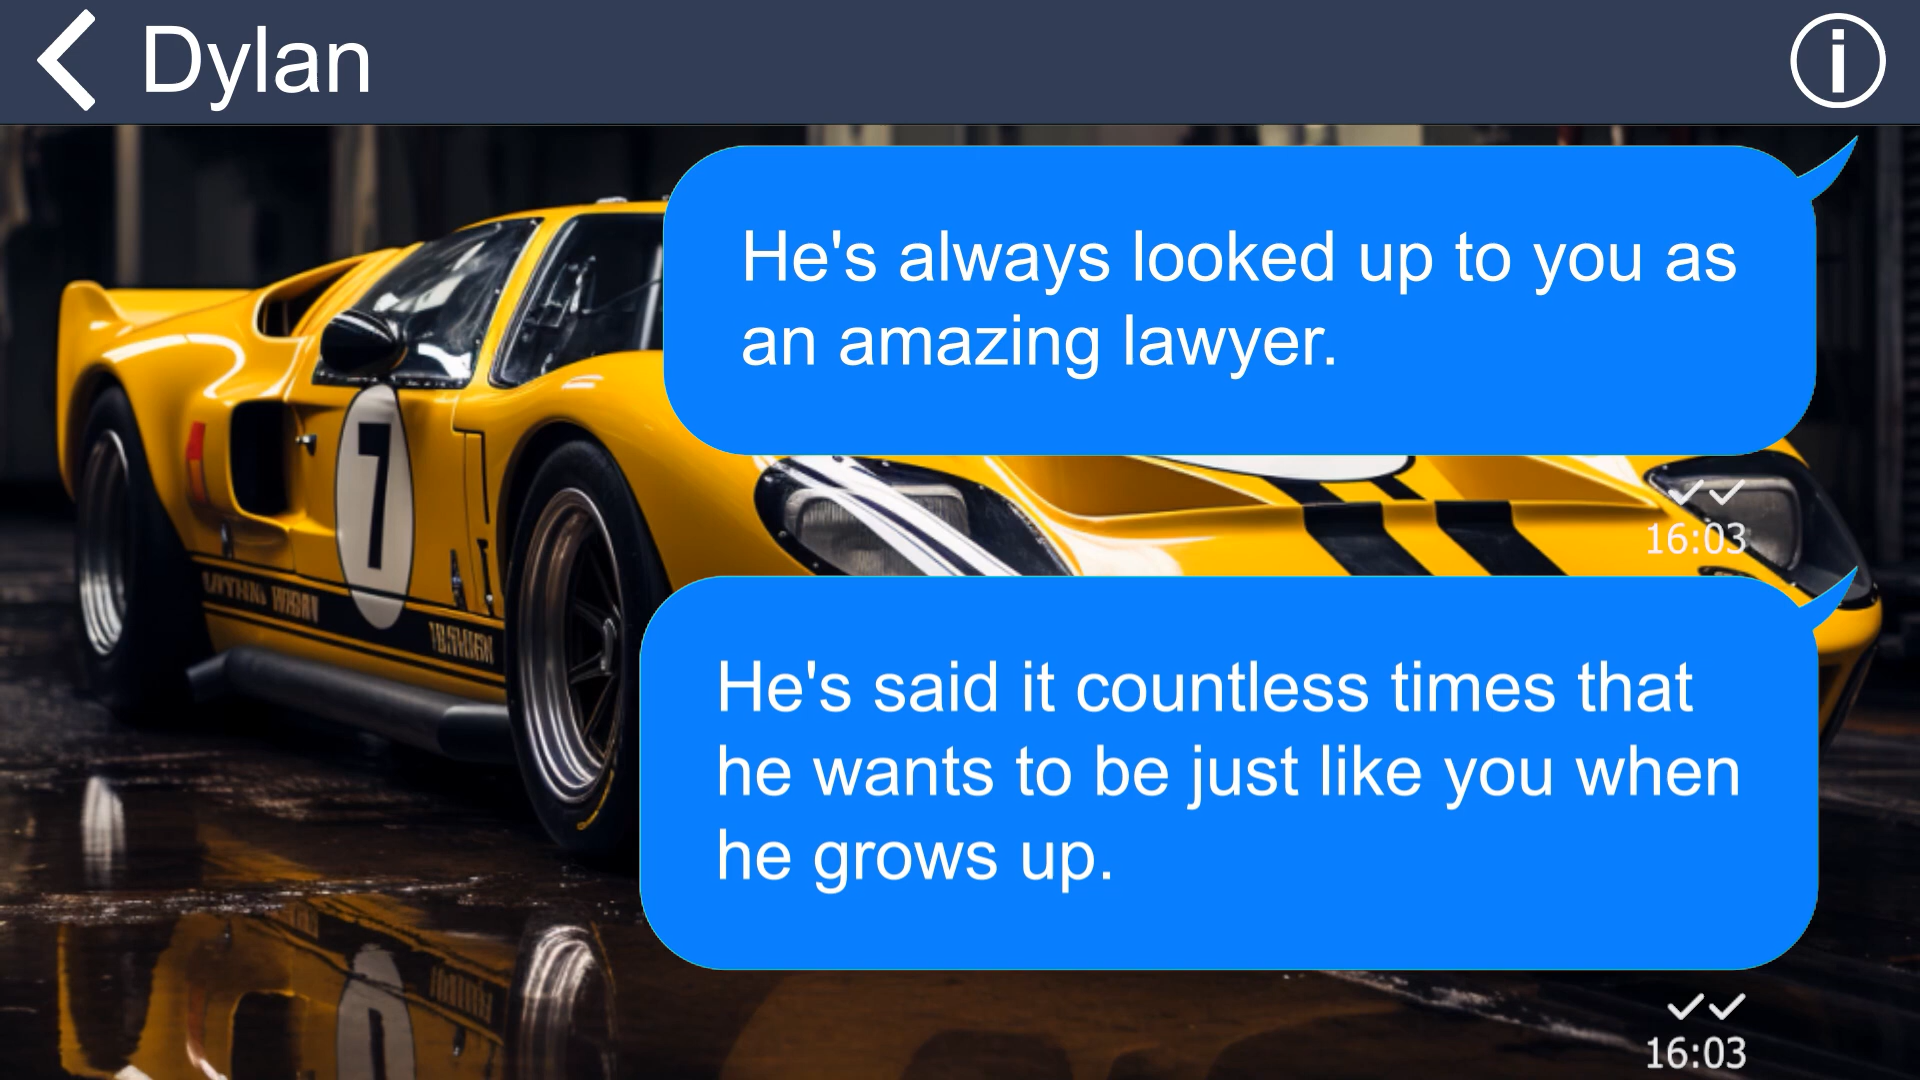 Dylan
He's always looked up to you as
an amazing lawyer.
7
16:03
He's said it countless times that
he wants to be just like you when
he grows up.
16:03